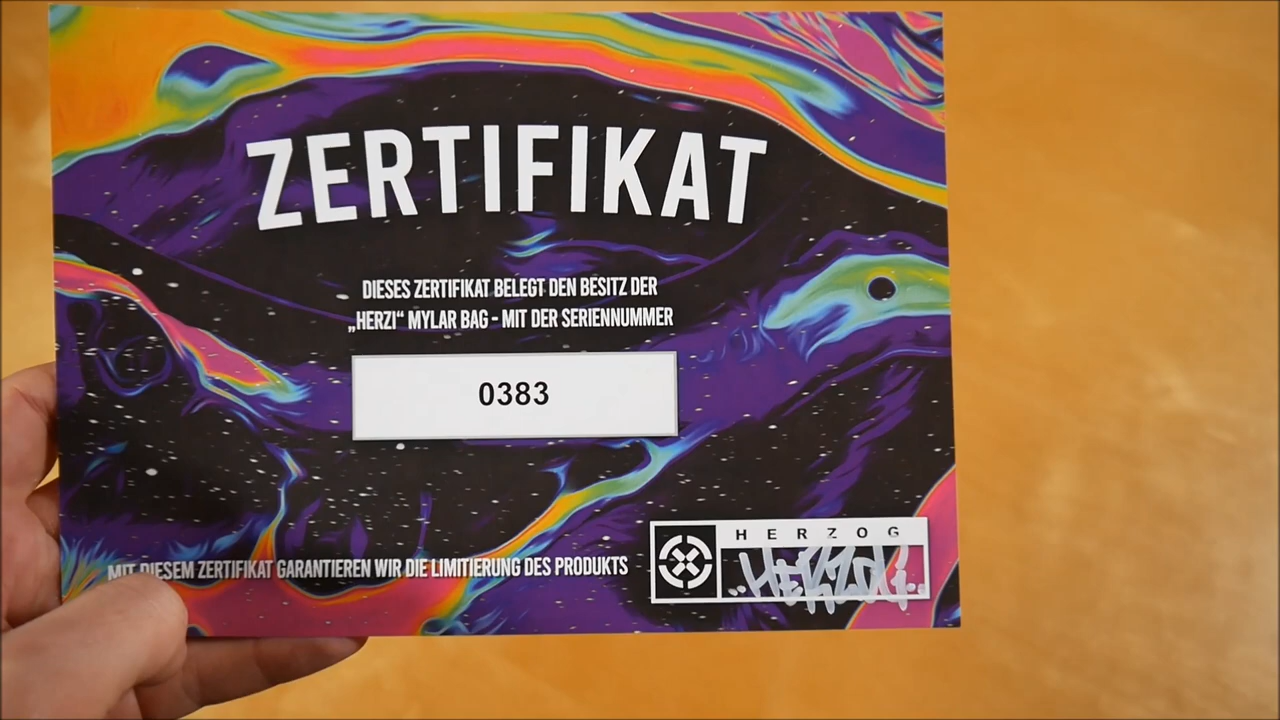 ZERTIFIKAT
DIESES ZERTIFIKAT BELEGT DEN BESITZ DER
„HERZI“ MYLAR BAG - MIT DER SERIENNUMMER
0383
MIT DIESEM ZERTIFIKAT GARANTIEREN WIR DIE LIMITIERUNG DES PRODUKTS
HERZOG
HERZOG